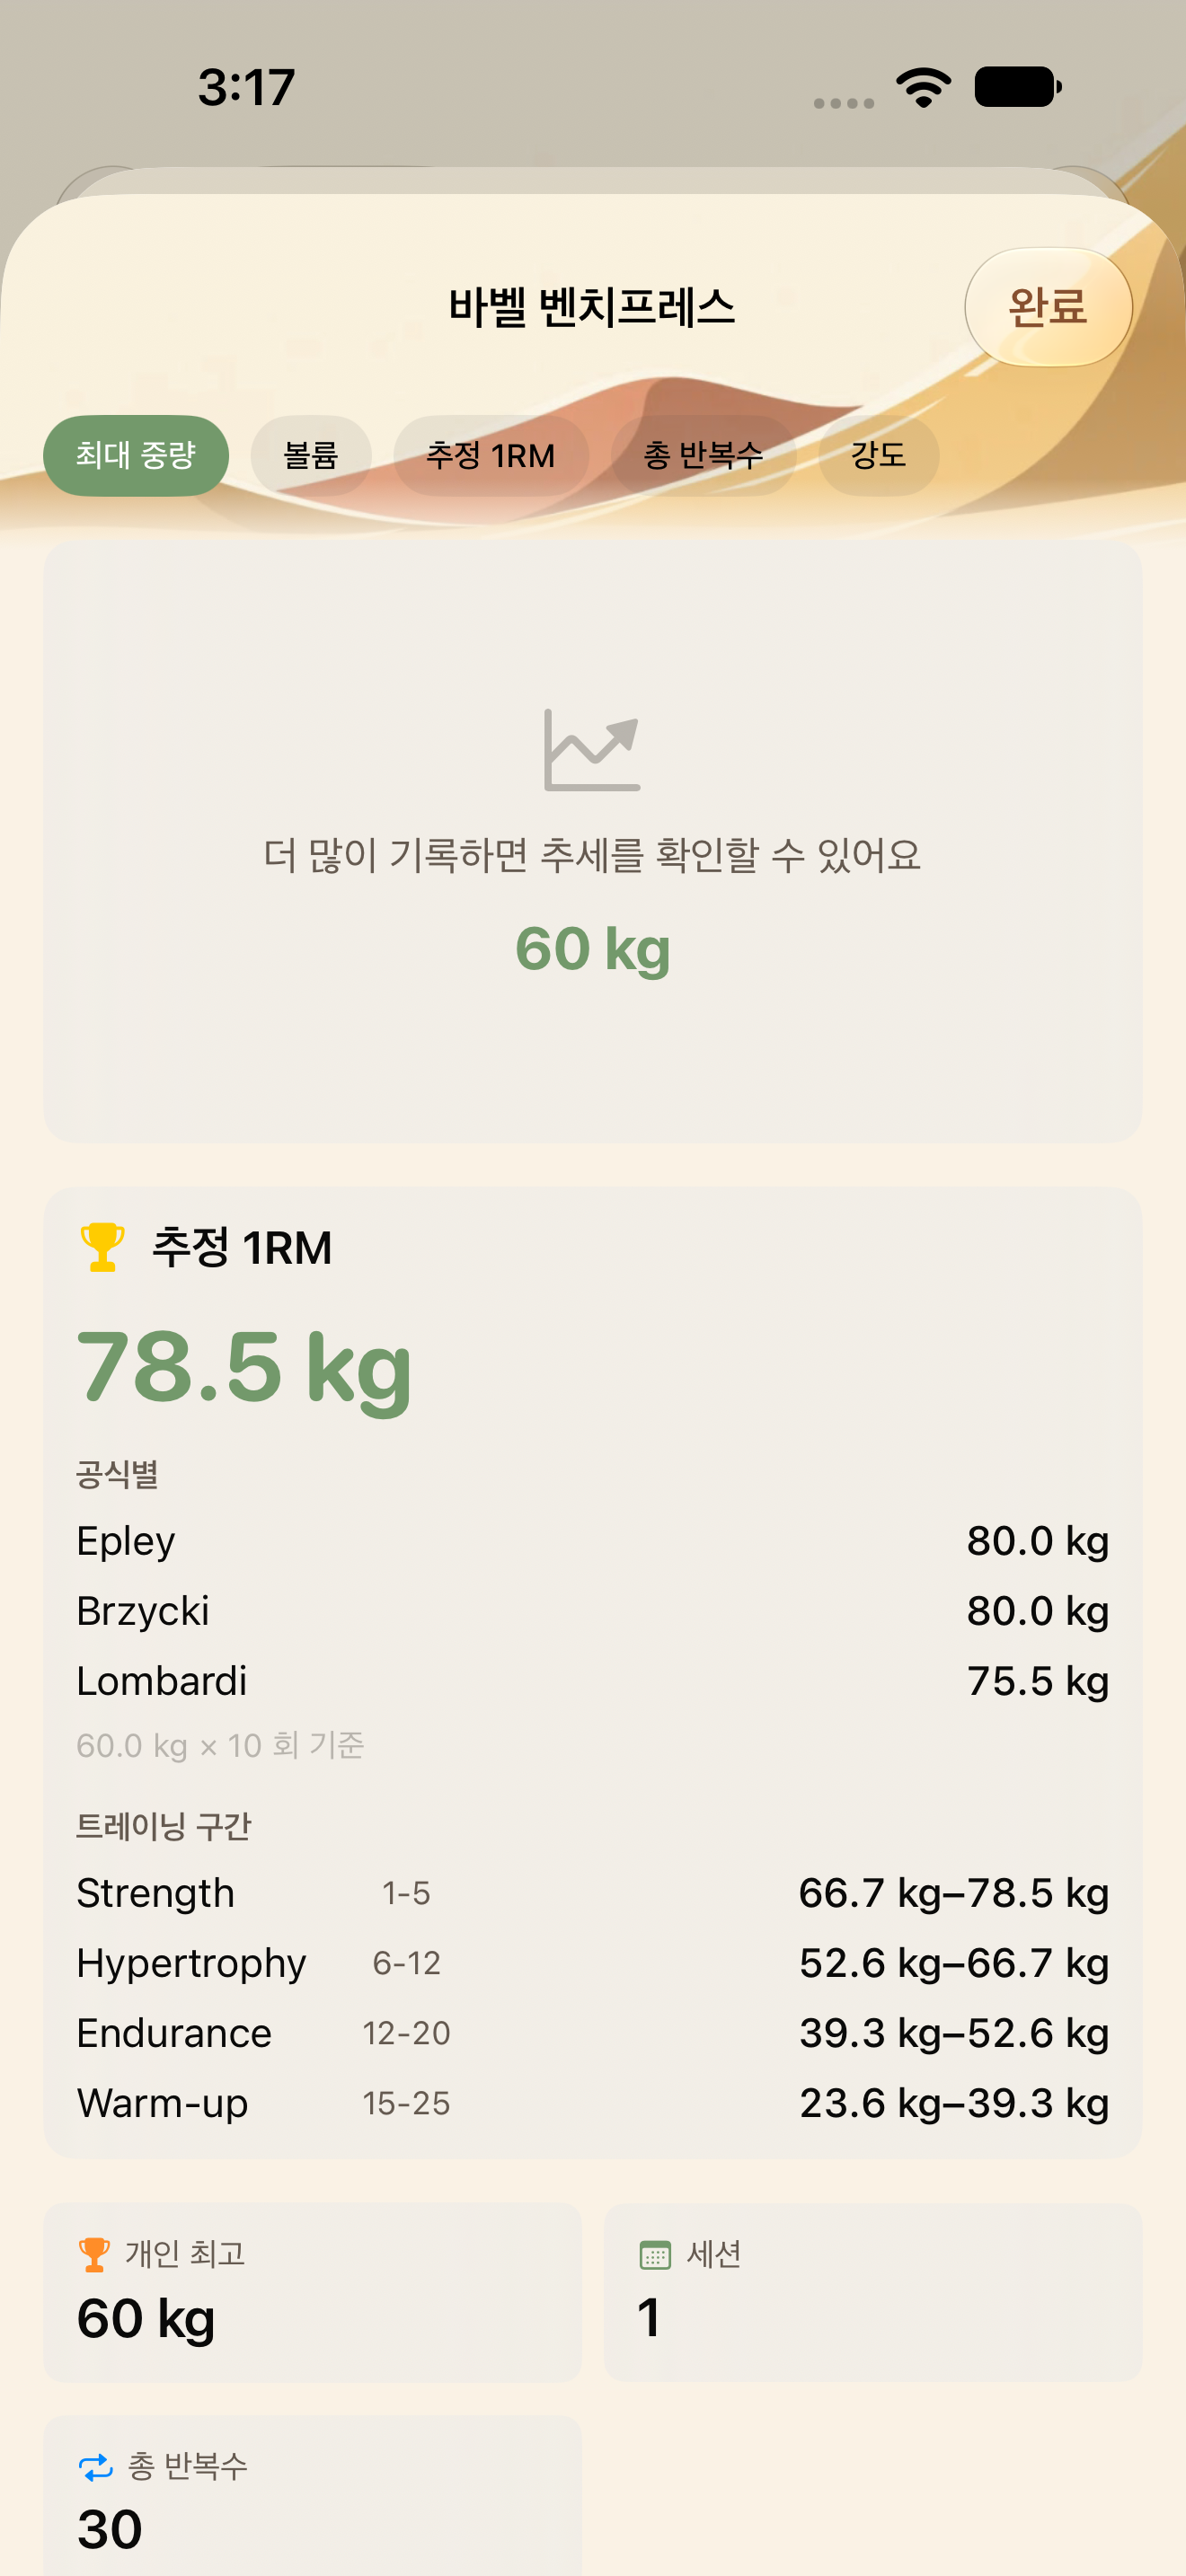 3:17
바벨 벤치프레스
완료
최대 중량 볼륨 추정 1RM 총 반복수 강도
더 많이 기록하면 추세를 확인할 수 있어요
60 kg
추정 1RM
78.5 kg
공식별
Epley 80.0 kg
Brzycki 80.0 kg
Lombardi 75.5 kg
60.0 kg × 10 회 기준
트레이닝 구간
Strength 1-5 66.7 kg–78.5 kg
Hypertrophy 6-12 52.6 kg–66.7 kg
Endurance 12-20 39.3 kg–52.6 kg
Warm-up 15-25 23.6 kg–39.3 kg
개인 최고
60 kg
세션
1
총 반복수
30